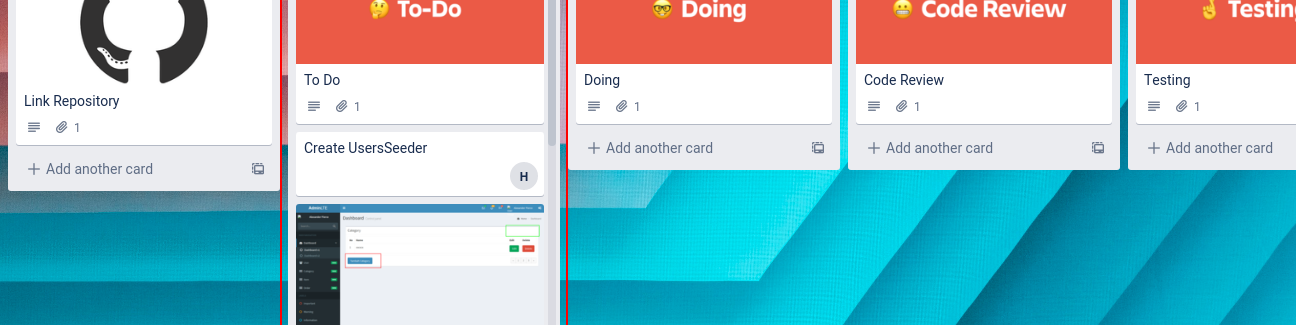 Link Repository
1
+ Add another card
🤔 To-Do
To Do
1
Create UsersSeeder
H
Dashboard
Category
🤓 Doing
Doing
1
+ Add another card
😬 Code Review
Code Review
1
+ Add another card
🤞 Testing
Testing
1
+ Add another card